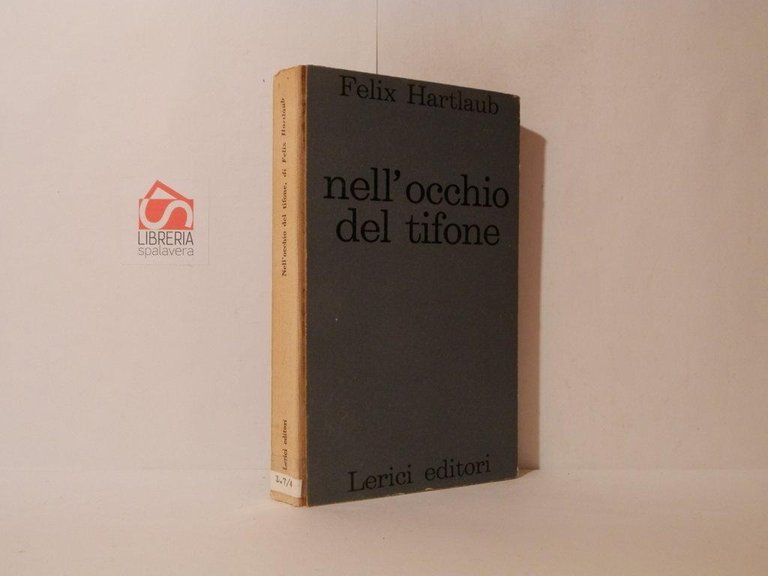 Felix Hartlaub
nell'occhio
del tifone
Lerici editori
Nell'occhio del tifone, di Felix Hartlaub
Lerici editori
LIBRERIA
spalavera